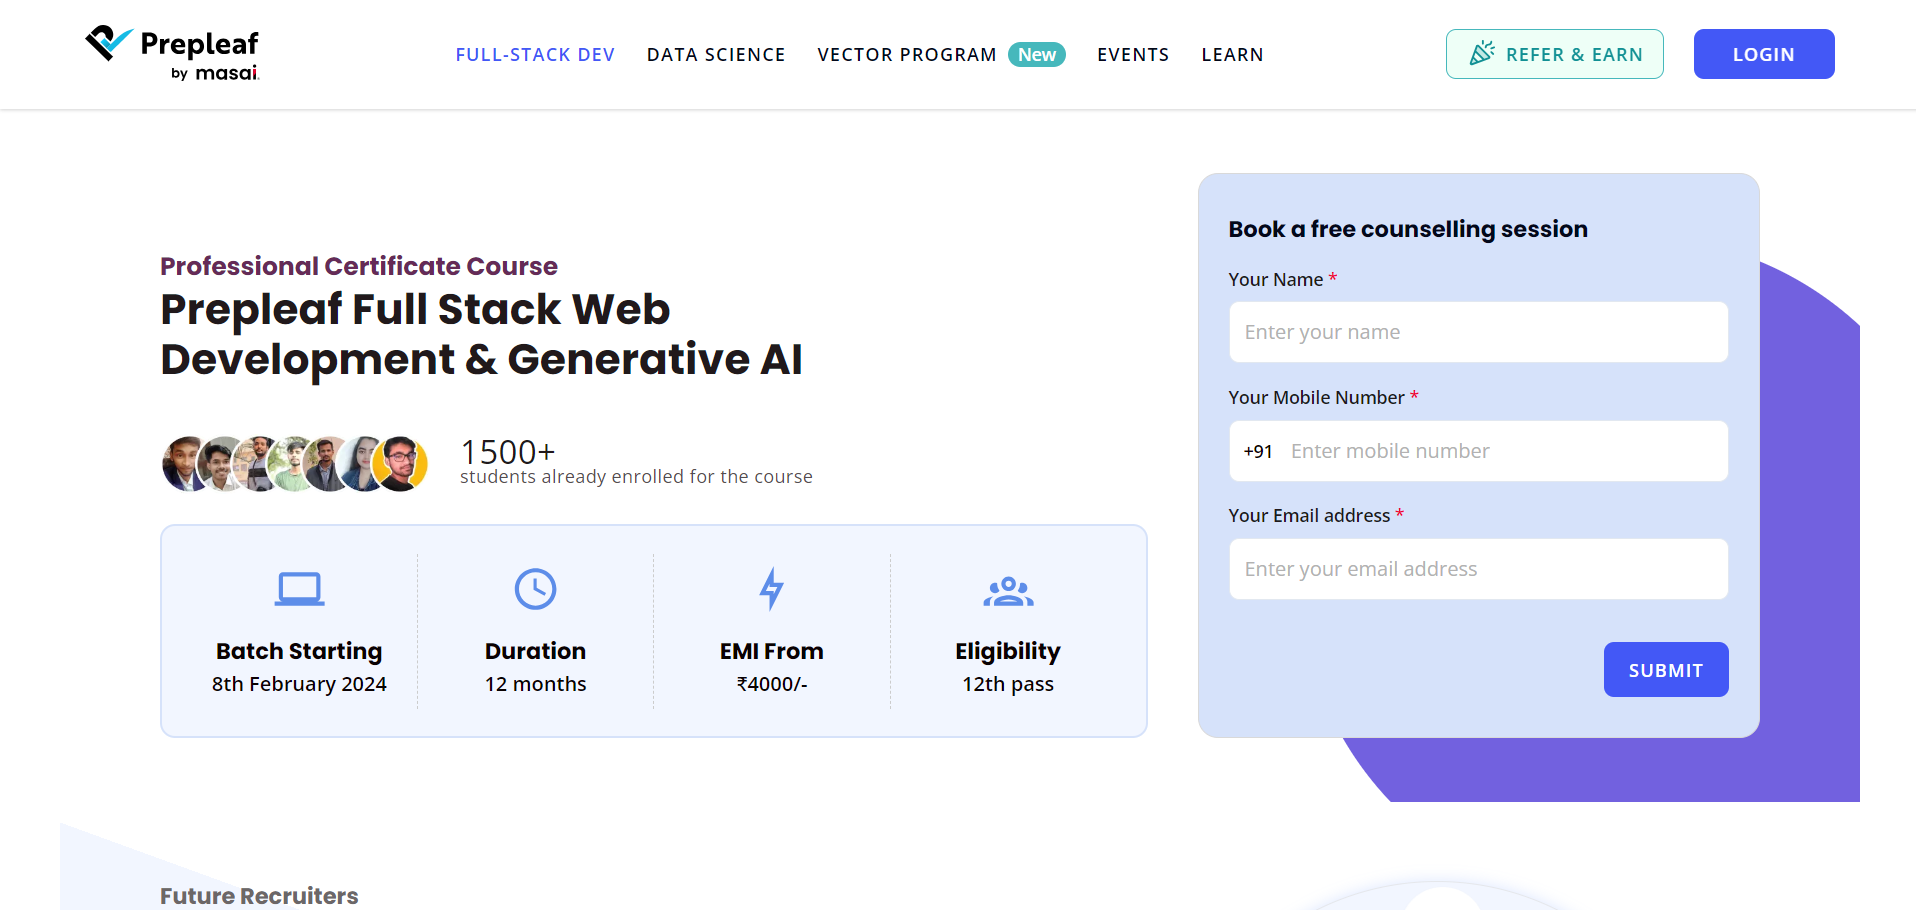 Prepleaf
by masai.
FULL-STACK DEV
DATA SCIENCE
VECTOR PROGRAM
New
EVENTS
LEARN
REFER & EARN
LOGIN
Professional Certificate Course
Prepleaf Full Stack Web
Development & Generative AI
1500+
students already enrolled for the course
Batch Starting
8th February 2024
Duration
12 months
EMI From
₹4000/-
Eligibility
12th pass
Book a free counselling session
Your Name *
Enter your name
Your Mobile Number *
+91 Enter mobile number
Your Email address *
Enter your email address
SUBMIT
Future Recruiters